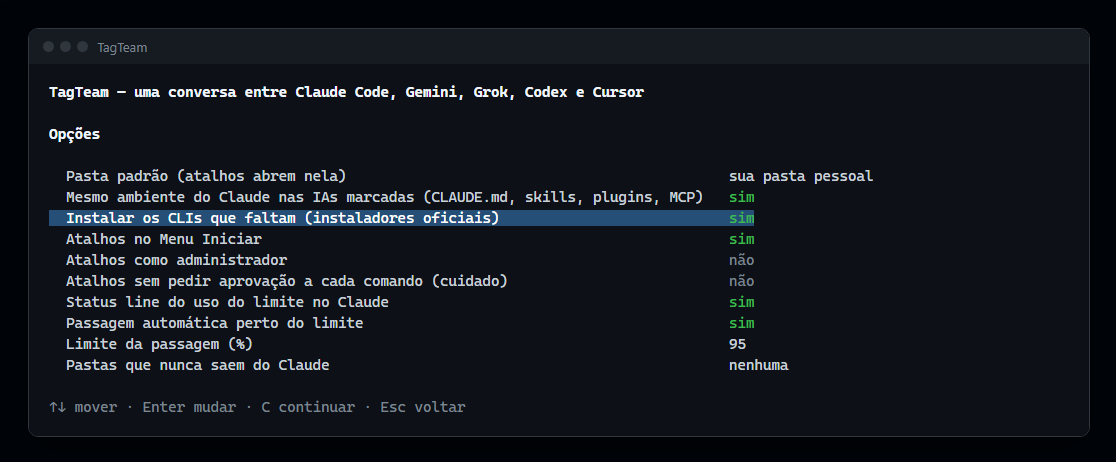 TagTeam
TagTeam — uma conversa entre Claude Code, Gemini, Grok, Codex e Cursor
Opções
Pasta padrão (atalhos abrem nela) sua pasta pessoal
Mesmo ambiente do Claude nas IAs marcadas (CLAUDE.md, skills, plugins, MCP) sim
Instalar os CLIs que faltam (instaladores oficiais) sim
Atalhos no Menu Iniciar sim
Atalhos como administrador não
Atalhos sem pedir aprovação a cada comando (cuidado) não
Status line do uso do limite no Claude sim
Passagem automática perto do limite sim
Limite da passagem (%) 95
Pastas que nunca saem do Claude nenhuma
↑↓ mover · Enter mudar · C continuar · Esc voltar